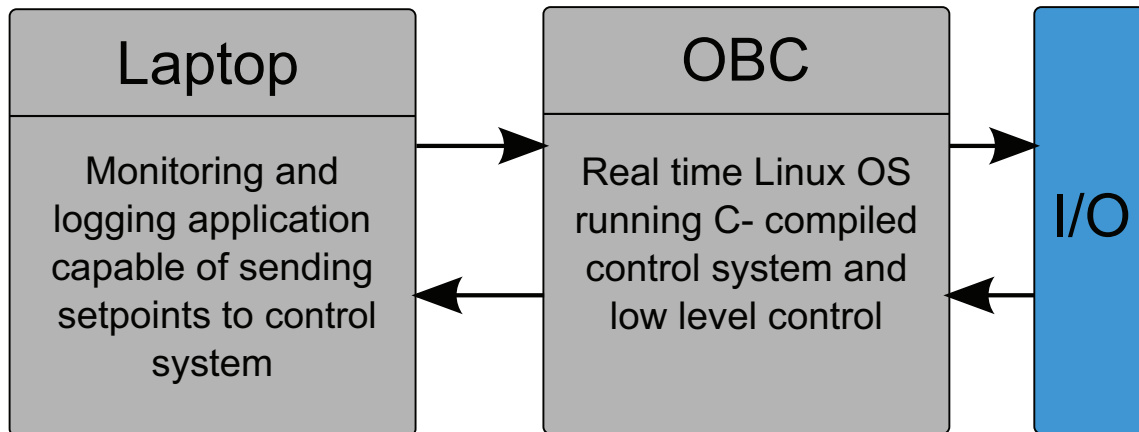 Laptop
Monitoring and
logging application
capable of sending
setpoints to control
system
OBC
Real time Linux OS
running C- compiled
control system and
low level control
I/O